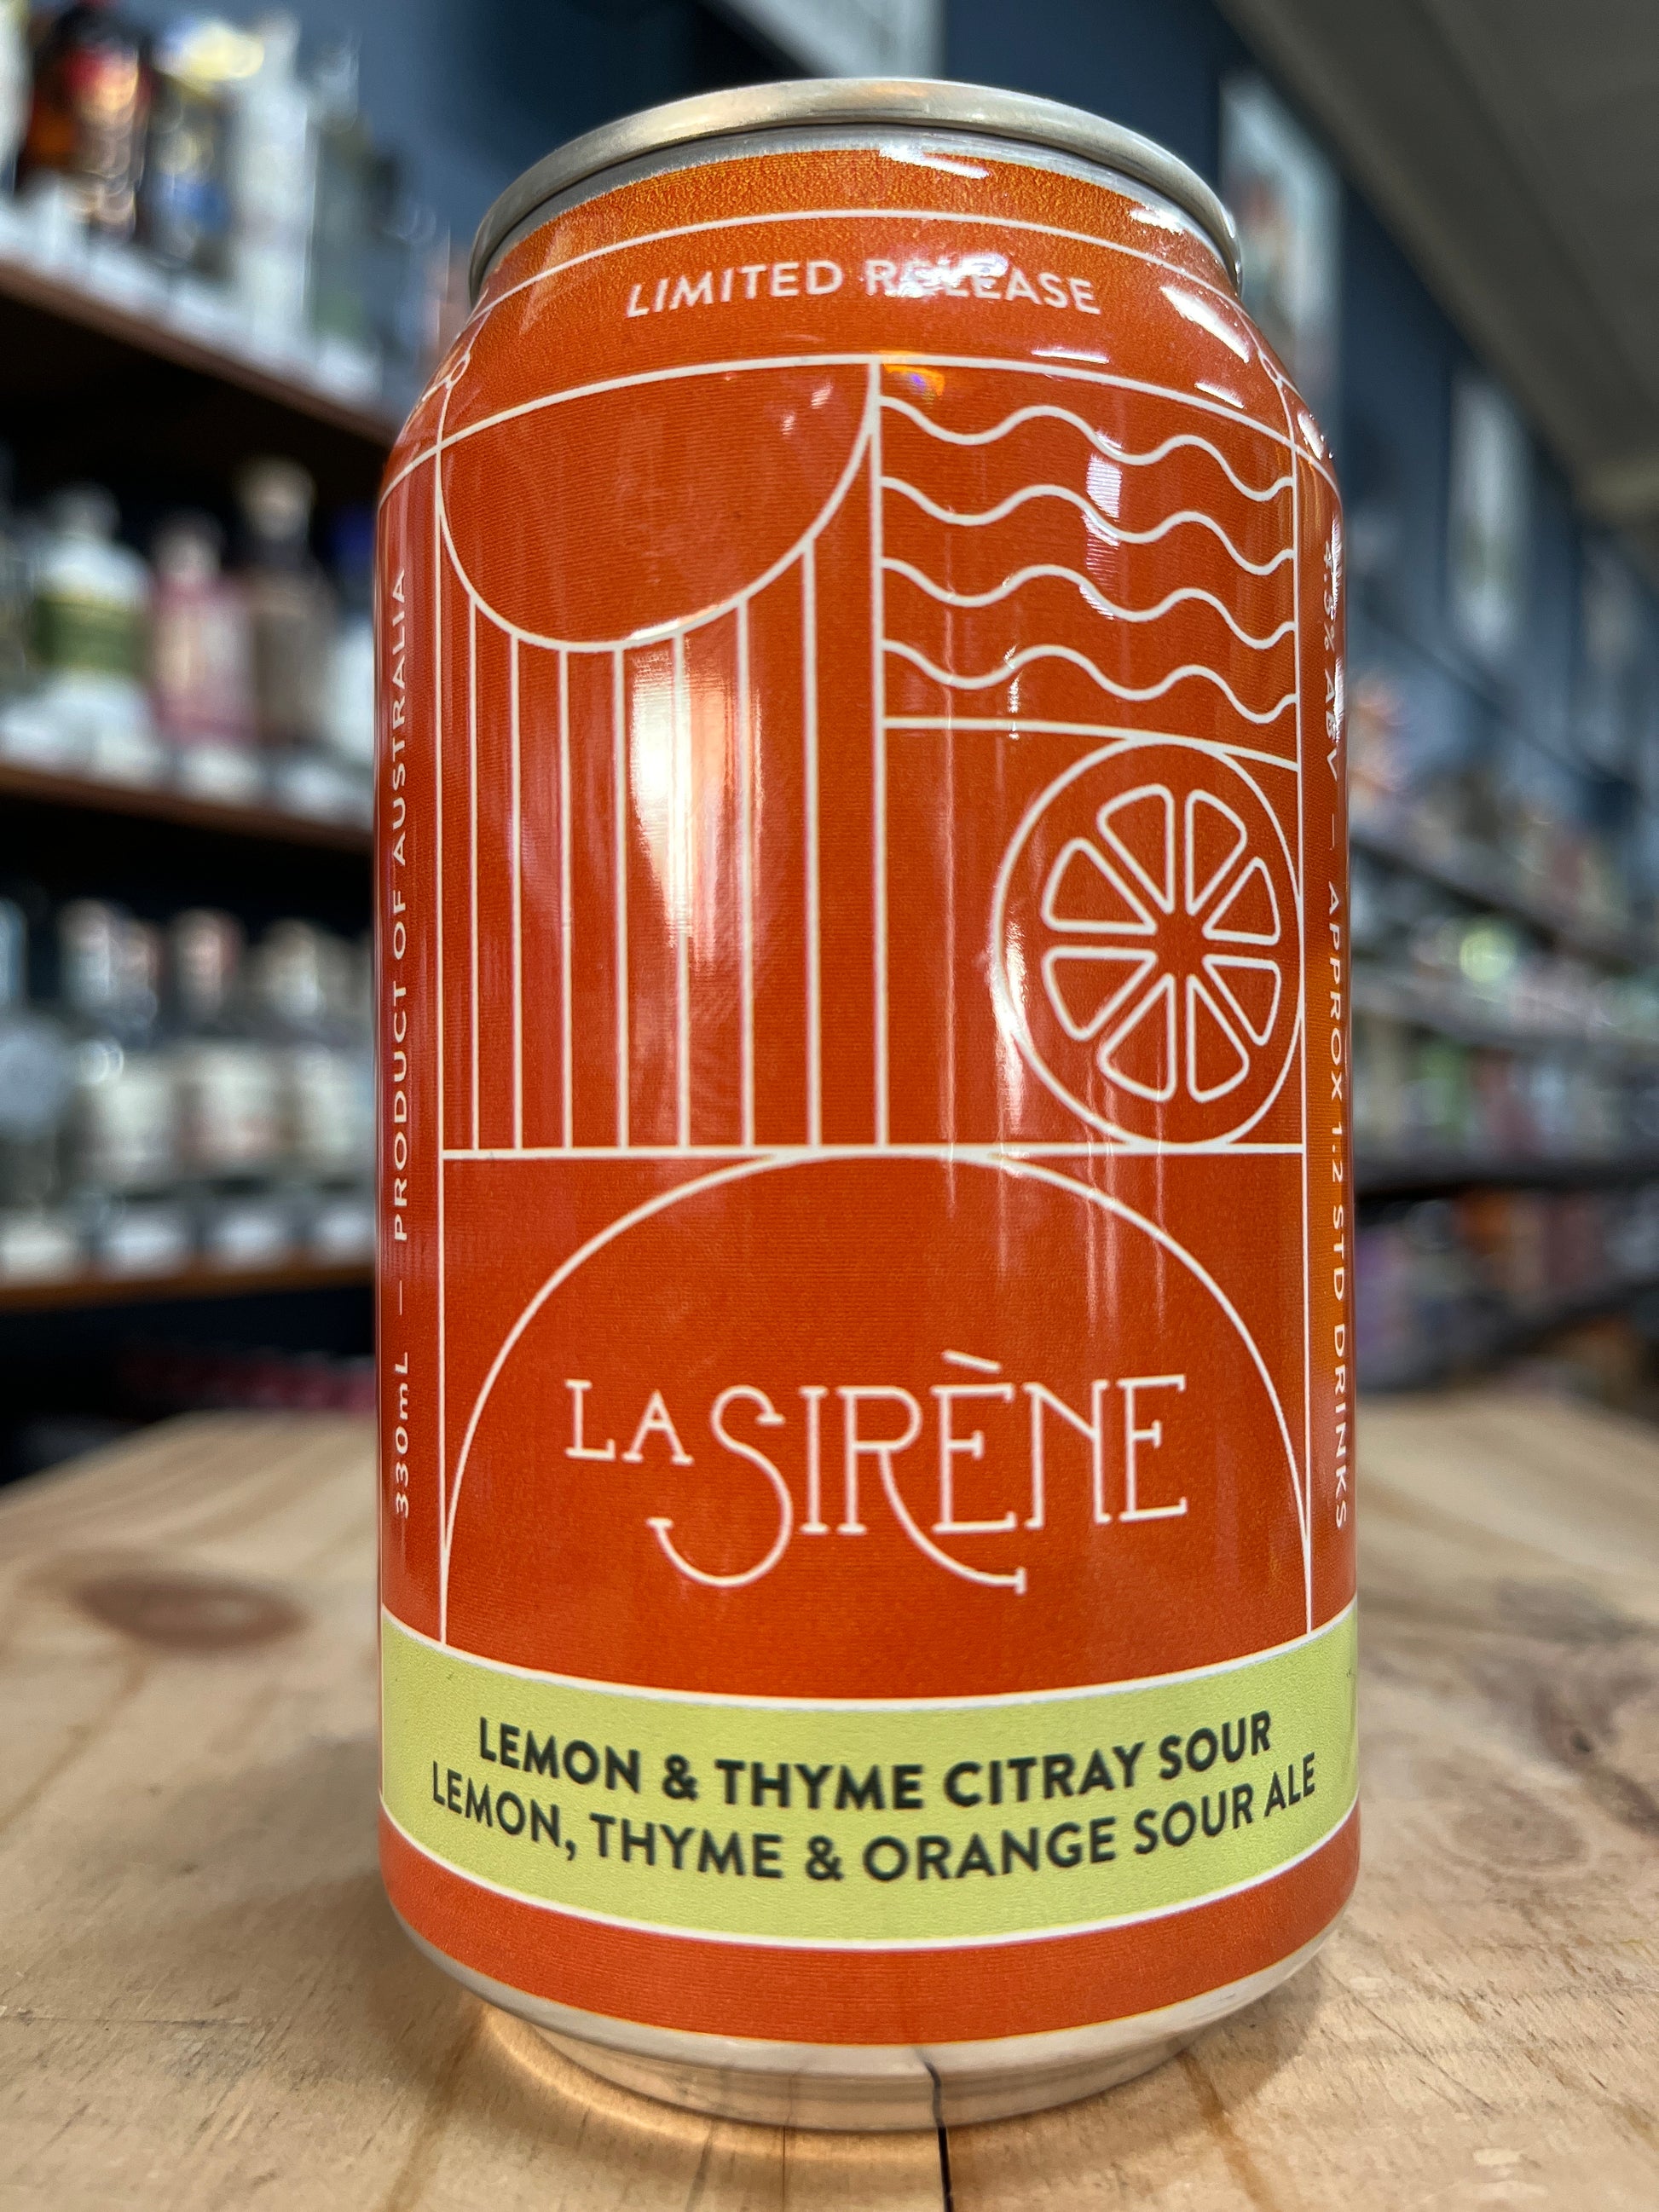 LIMITED RELEASE
330mL — PRODUCT OF AUSTRALIA
ABV — APPROX 1.2 STD DRINKS
LA SIRÈNE
LEMON & THYME CITRAY SOUR
LEMON, THYME & ORANGE SOUR ALE